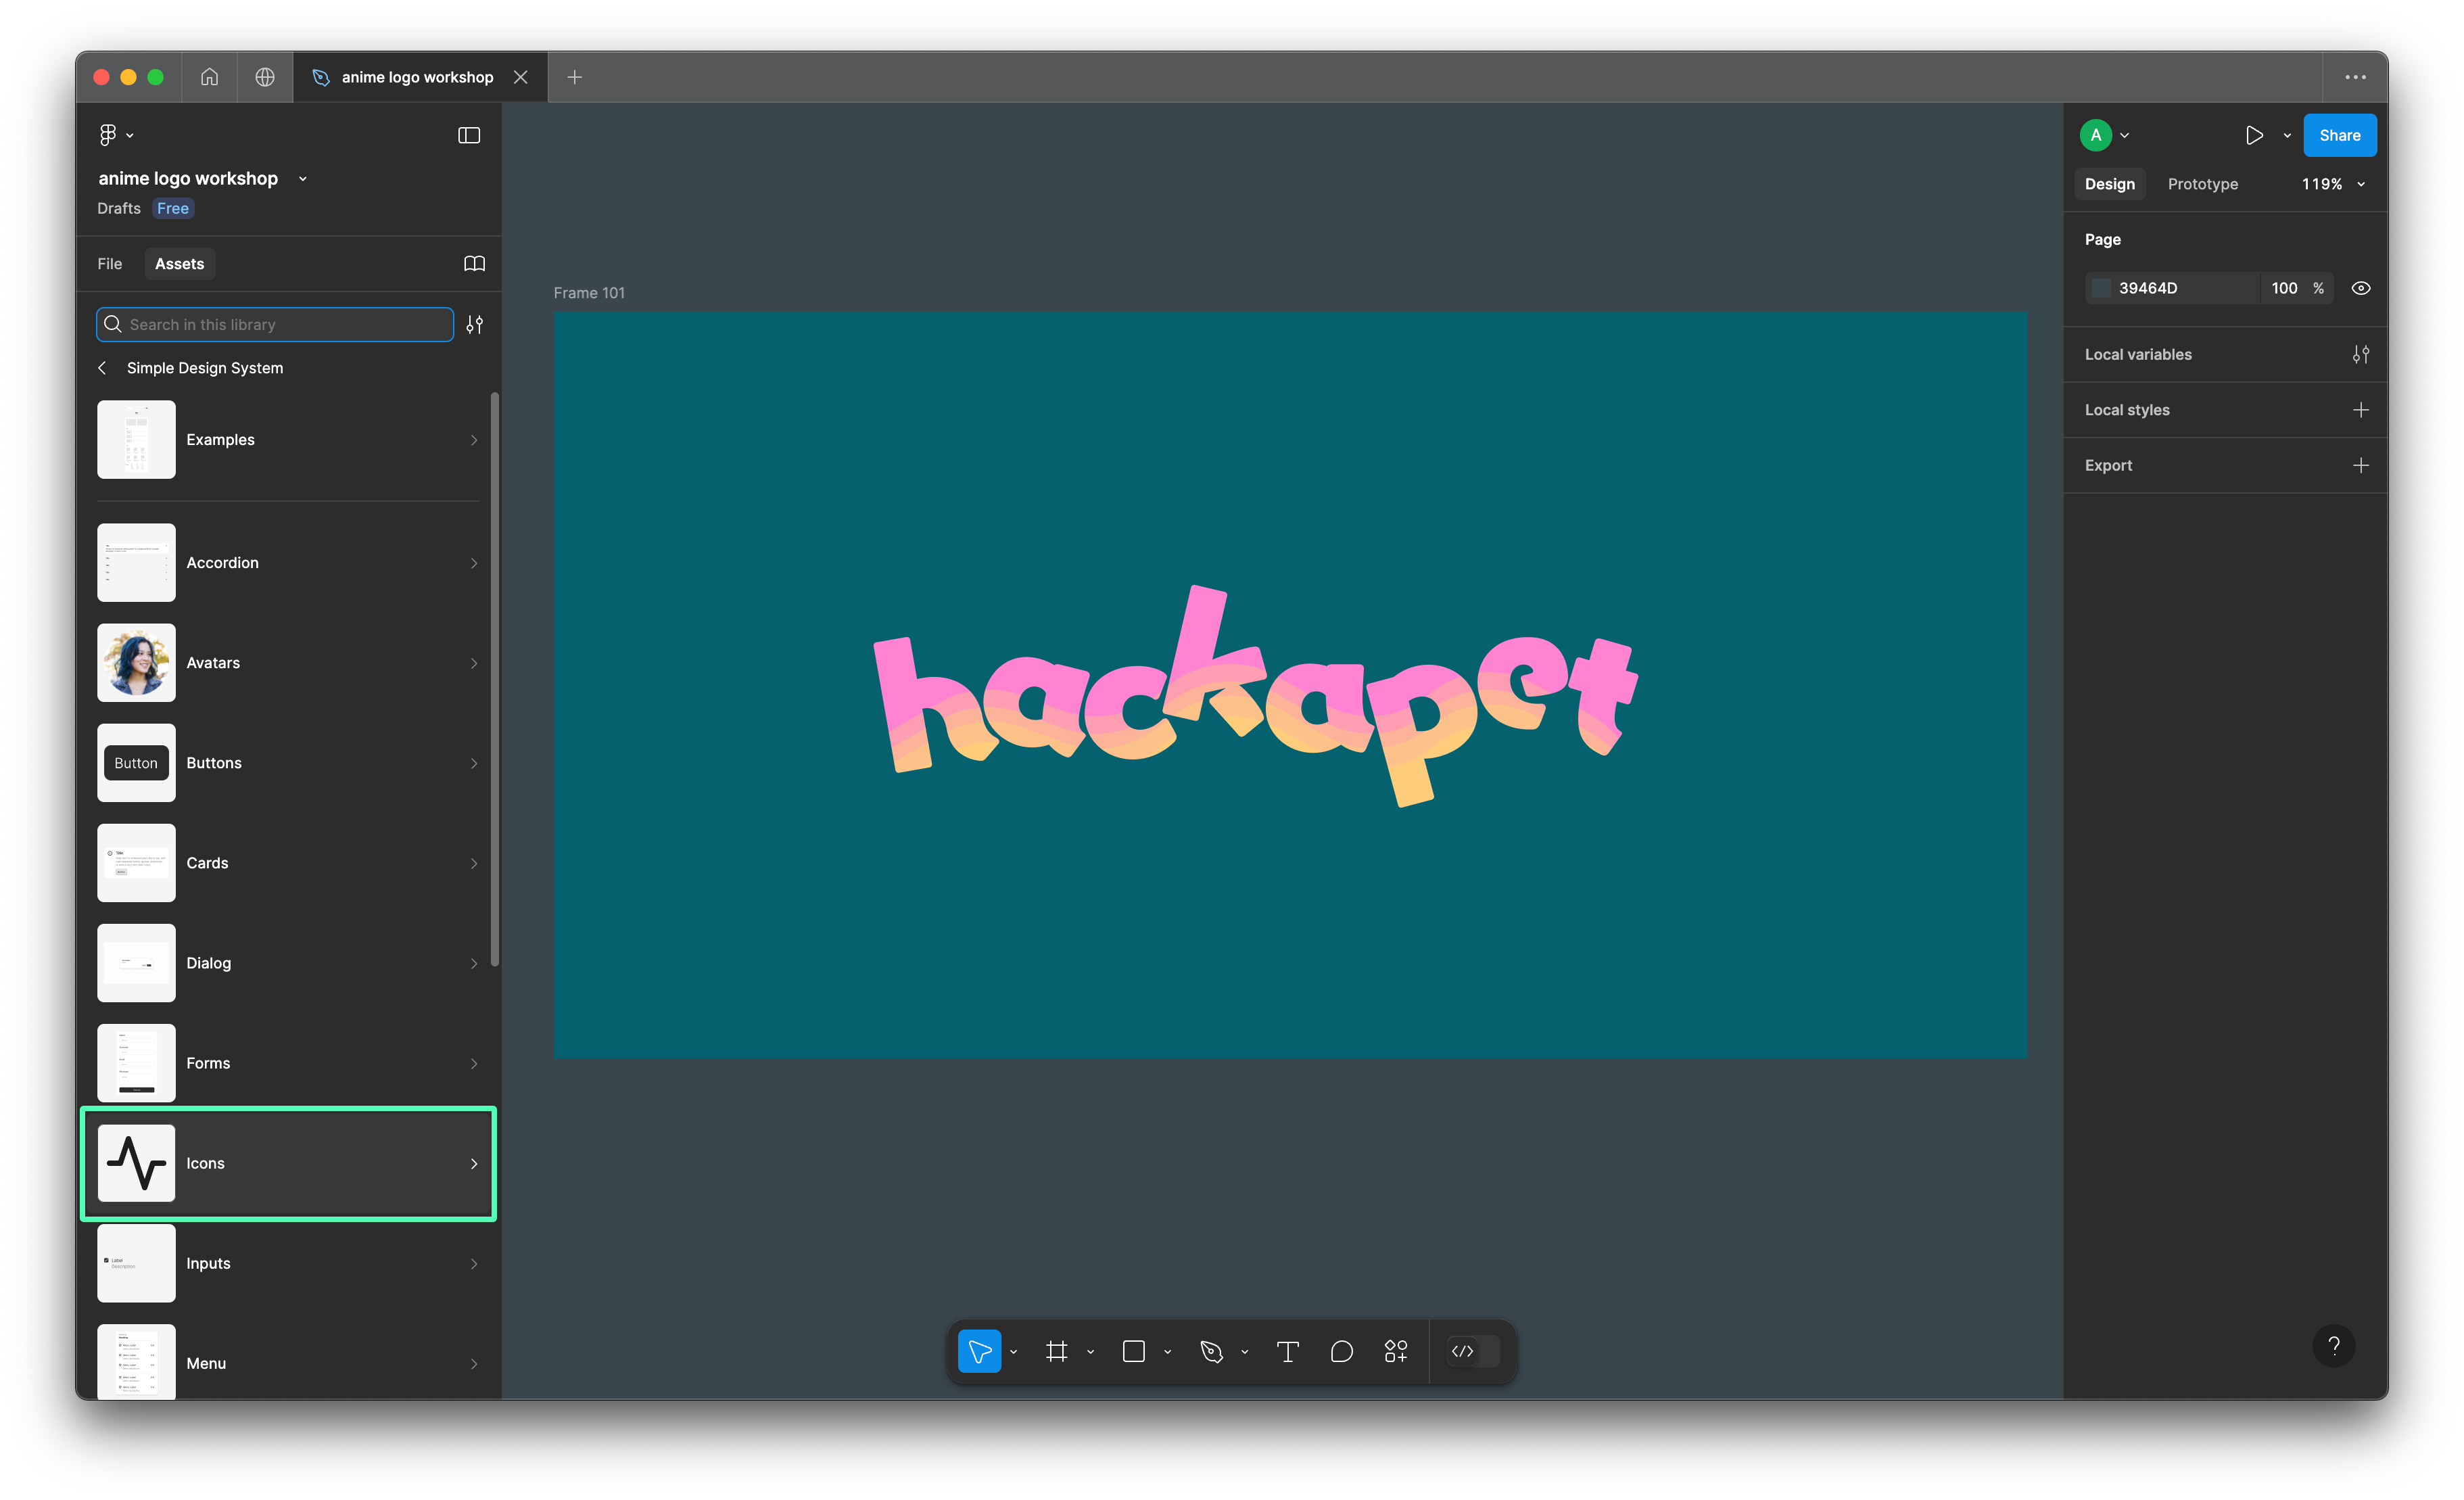 anime logo workshop
anime logo workshop
Drafts Free
File Assets
Search in this library
Simple Design System
Examples
Accordion
Avatars
Button
Buttons
Cards
Dialog
Forms
Icons
Label
Description
Inputs
Menu
Frame 101
hackapet
A
Share
Design Prototype 119%
Page
39464D 100 %
Local variables
Local styles
Export
?